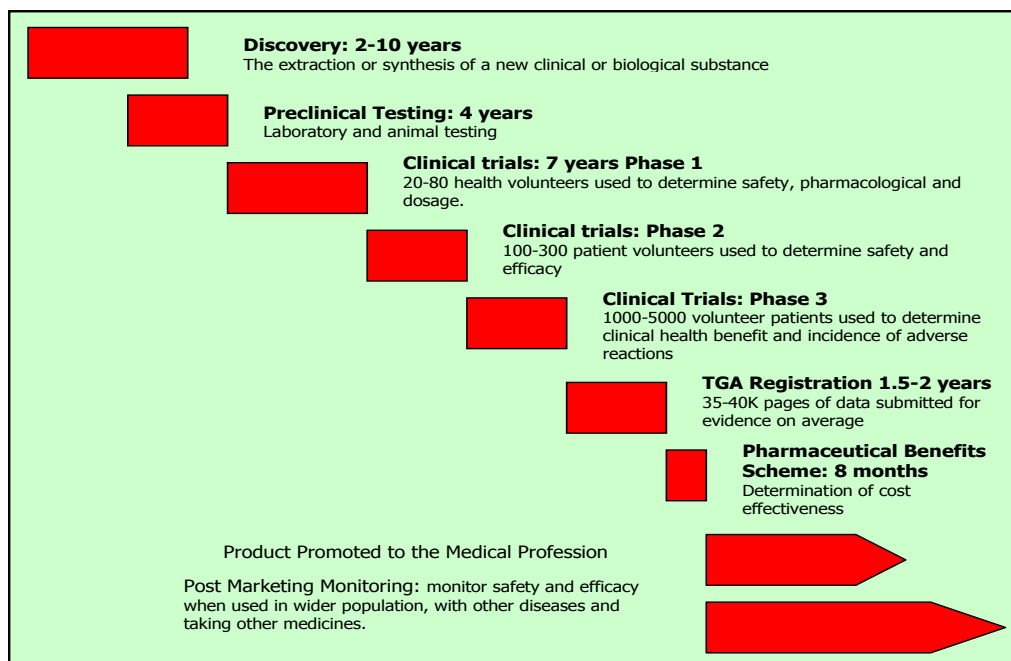 Discovery: 2-10 years
The extraction or synthesis of a new clinical or biological substance
Preclinical Testing: 4 years
Laboratory and animal testing
Clinical trials: 7 years Phase 1
20-80 health volunteers used to determine safety, pharmacological and
dosage.
Clinical trials: Phase 2
100-300 patient volunteers used to determine safety and
efficacy
Clinical Trials: Phase 3
1000-5000 volunteer patients used to determine
clinical health benefit and incidence of adverse
reactions
TGA Registration 1.5-2 years
35-40K pages of data submitted for
evidence on average
Pharmaceutical Benefits
Scheme: 8 months
Determination of cost
effectiveness
Product Promoted to the Medical Profession
Post Marketing Monitoring: monitor safety and efficacy
when used in wider population, with other diseases and
taking other medicines.